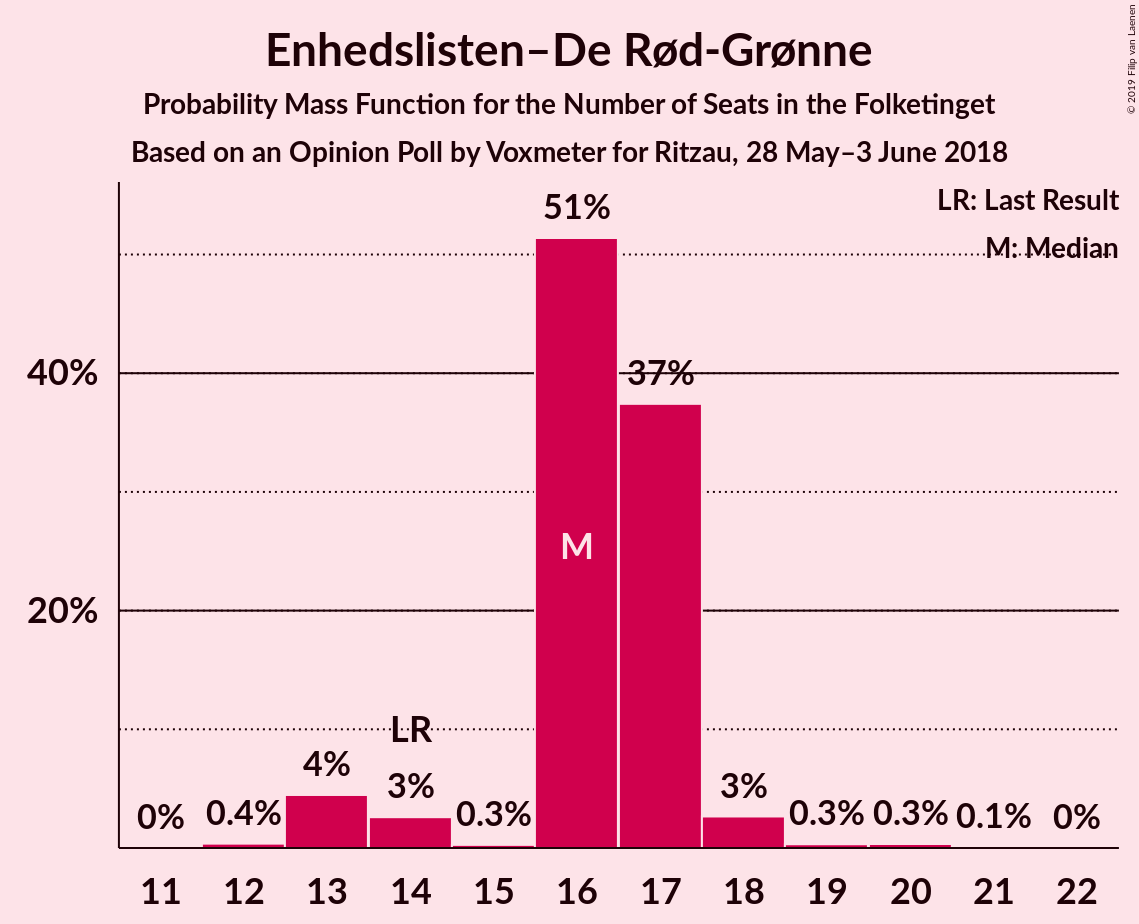 Enhedslisten–De Rød-Grønne
Probability Mass Function for the Number of Seats in the Folketinget
Based on an Opinion Poll by Voxmeter for Ritzau, 28 May–3 June 2018
© 2019 Filip van Laenen
LR: Last Result
M: Median
51%
40%
37%
M
20%
LR
4%
3%
3%
0%
0.4%
0.3%
0.3%
0.3%
0.1%
0%
11 12 13 14 15 16 17 18 19 20 21 22